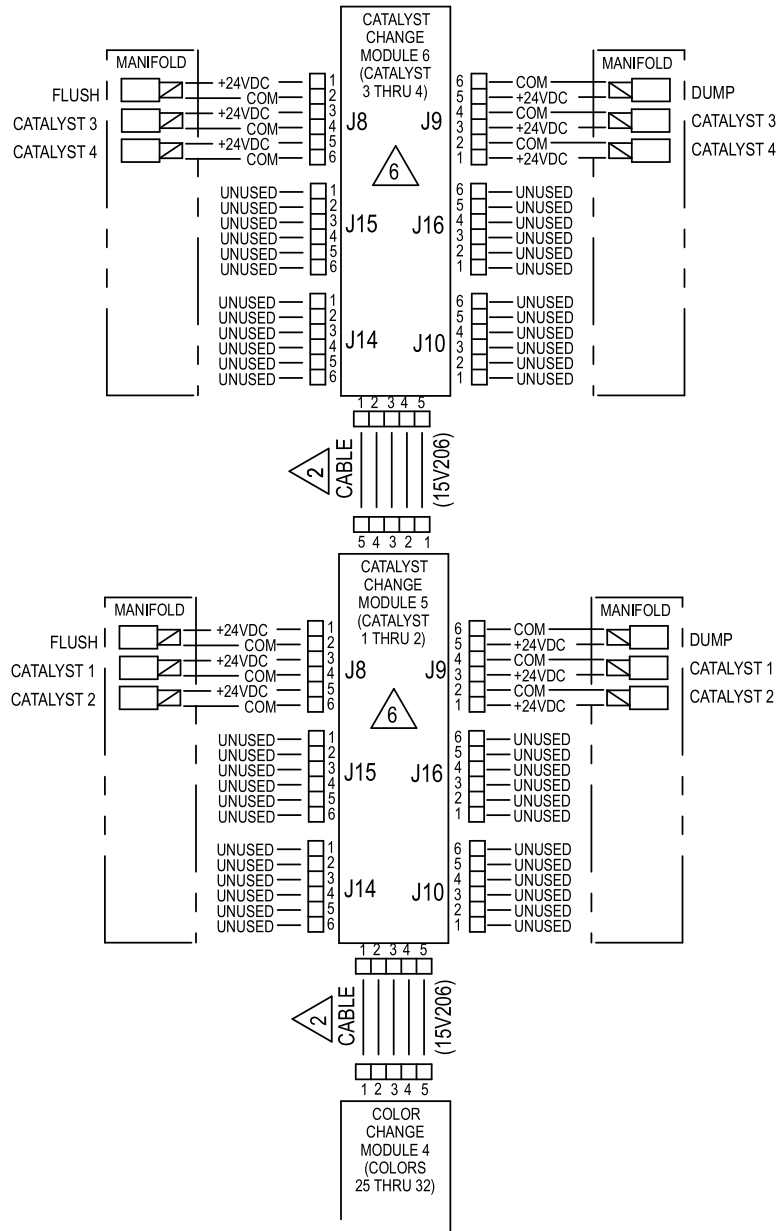 CATALYST
CHANGE
MODULE 6
(CATALYST
3 THRU 4)
MANIFOLD
FLUSH
CATALYST 3
CATALYST 4
+24VDC 1
COM 2
+24VDC 3
COM 4
+24VDC 5
COM 6
J8
J9
6 COM
5 +24VDC
4 COM
3 +24VDC
2 COM
1 +24VDC
MANIFOLD
DUMP
CATALYST 3
CATALYST 4
6
UNUSED 1
UNUSED 2
UNUSED 3
UNUSED 4
UNUSED 5
UNUSED 6
J15
J16
6 UNUSED
5 UNUSED
4 UNUSED
3 UNUSED
2 UNUSED
1 UNUSED
UNUSED 1
UNUSED 2
UNUSED 3
UNUSED 4
UNUSED 5
UNUSED 6
J14
J10
6 UNUSED
5 UNUSED
4 UNUSED
3 UNUSED
2 UNUSED
1 UNUSED
1 2 3 4 5
2
CABLE
(15V206)
5 4 3 2 1
CATALYST
CHANGE
MODULE 5
(CATALYST
1 THRU 2)
MANIFOLD
FLUSH
CATALYST 1
CATALYST 2
+24VDC 1
COM 2
+24VDC 3
COM 4
+24VDC 5
COM 6
J8
J9
6 COM
5 +24VDC
4 COM
3 +24VDC
2 COM
1 +24VDC
MANIFOLD
DUMP
CATALYST 1
CATALYST 2
6
UNUSED 1
UNUSED 2
UNUSED 3
UNUSED 4
UNUSED 5
UNUSED 6
J15
J16
6 UNUSED
5 UNUSED
4 UNUSED
3 UNUSED
2 UNUSED
1 UNUSED
UNUSED 1
UNUSED 2
UNUSED 3
UNUSED 4
UNUSED 5
UNUSED 6
J14
J10
6 UNUSED
5 UNUSED
4 UNUSED
3 UNUSED
2 UNUSED
1 UNUSED
1 2 3 4 5
2
CABLE
(15V206)
1 2 3 4 5
COLOR
CHANGE
MODULE 4
(COLORS
25 THRU 32)